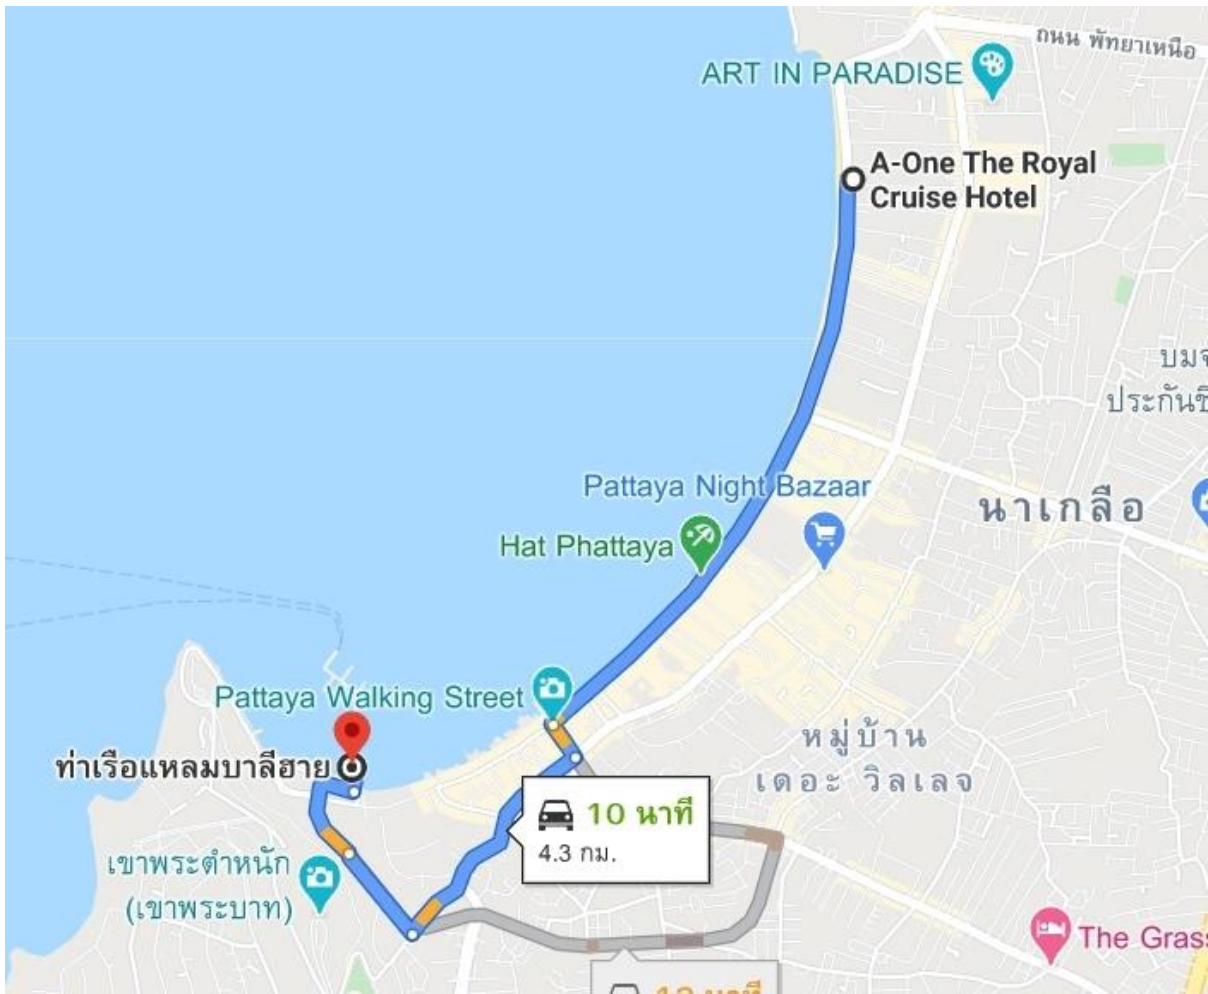 ถนน พัทยาเหนือ
ART IN PARADISE
A-One The Royal
Cruise Hotel
ประกันชี
Pattaya Night Bazaar
นาเกลือ
Hat Phattaya
Pattaya Walking Street
หมู่บ้าน
เดอะ วิลเลจ
ท่าเรือแหลมบาลีฮาย
10 นาที
4.3 กม.
เขาพระตำหนัก
(เขาพระบาท)
The Grass